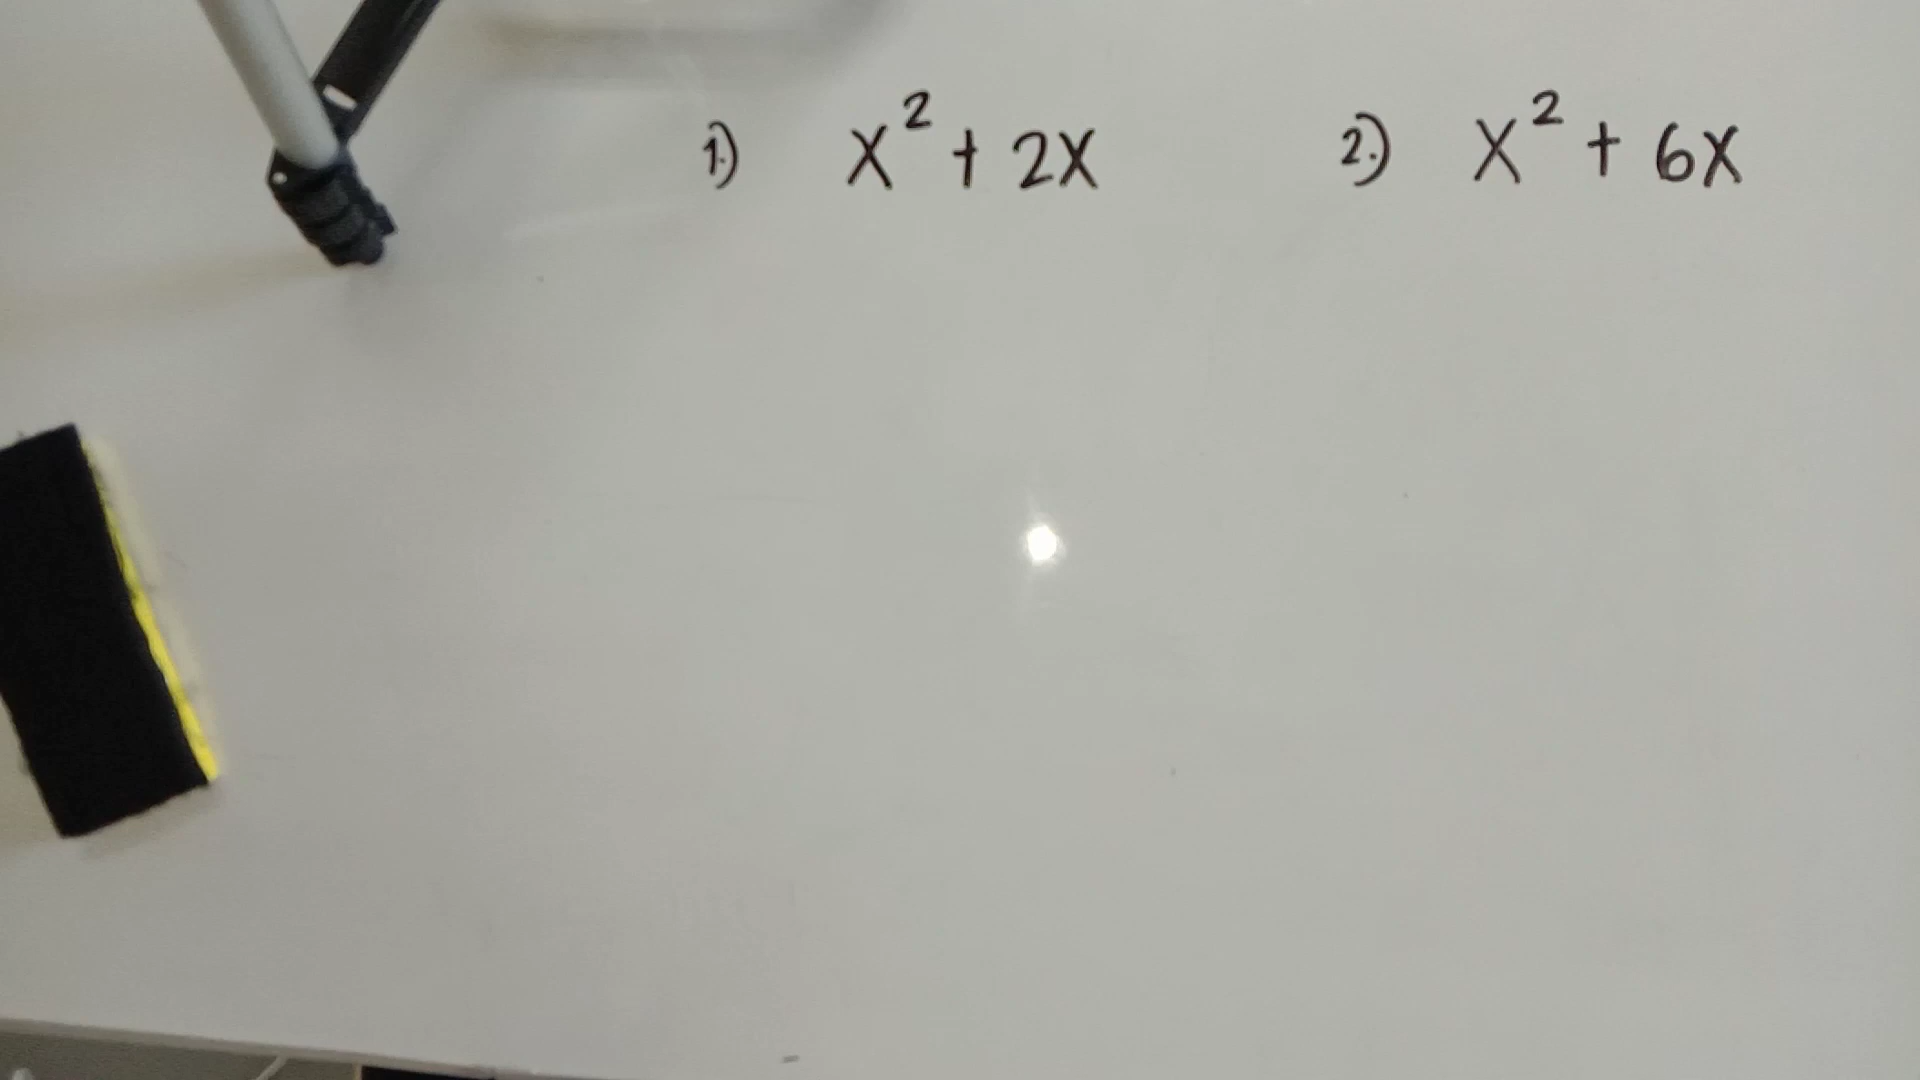 1.) x² + 2x 2.) x² + 6x